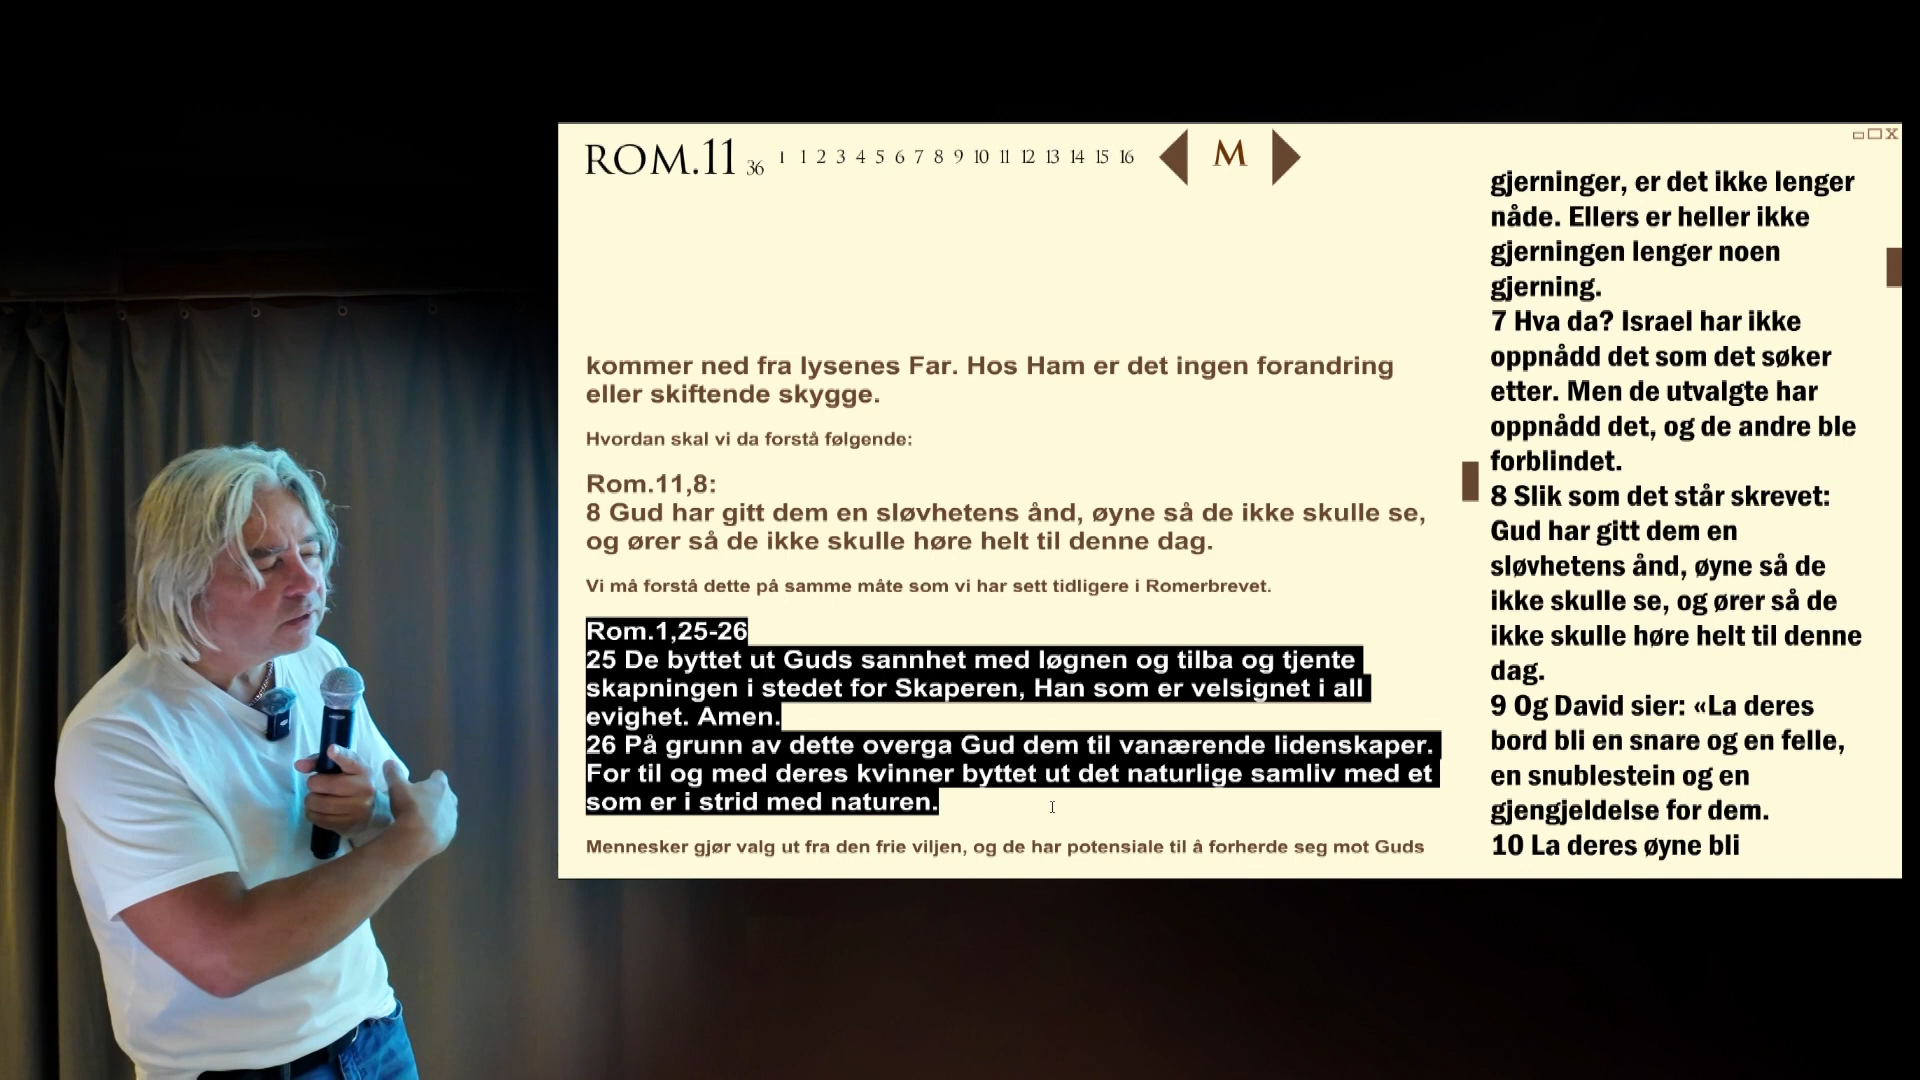 ROM.11 36 1 1 2 3 4 5 6 7 8 9 10 11 12 13 14 15 16 M
X
kommer ned fra lysenes Far. Hos Ham er det ingen forandring
eller skiftende skygge.
Hvordan skal vi da forstå følgende:
Rom.11,8:
8 Gud har gitt dem en sløvhetens ånd, øyne så de ikke skulle se,
og ører så de ikke skulle høre helt til denne dag.
Vi må forstå dette på samme måte som vi har sett tidligere i Romerbrevet.
Rom.1,25-26
25 De byttet ut Guds sannhet med løgnen og tilba og tjente
skapningen i stedet for Skaperen, Han som er velsignet i all
evighet. Amen.
26 På grunn av dette overga Gud dem til vanærende lidenskaper.
For til og med deres kvinner byttet ut det naturlige samliv med et
som er i strid med naturen.
Mennesker gjør valg ut fra den frie viljen, og de har potensiale til å forherde seg mot Guds
gjerninger, er det ikke lenger
nåde. Ellers er heller ikke
gjerningen lenger noen
gjerning.
7 Hva da? Israel har ikke
oppnådd det som det søker
etter. Men de utvalgte har
oppnådd det, og de andre ble
forblindet.
8 Slik som det står skrevet:
Gud har gitt dem en
sløvhetens ånd, øyne så de
ikke skulle se, og ører så de
ikke skulle høre helt til denne
dag.
9 Og David sier: «La deres
bord bli en snare og en felle,
en snublestein og en
gjengjeldelse for dem.
10 La deres øyne bli